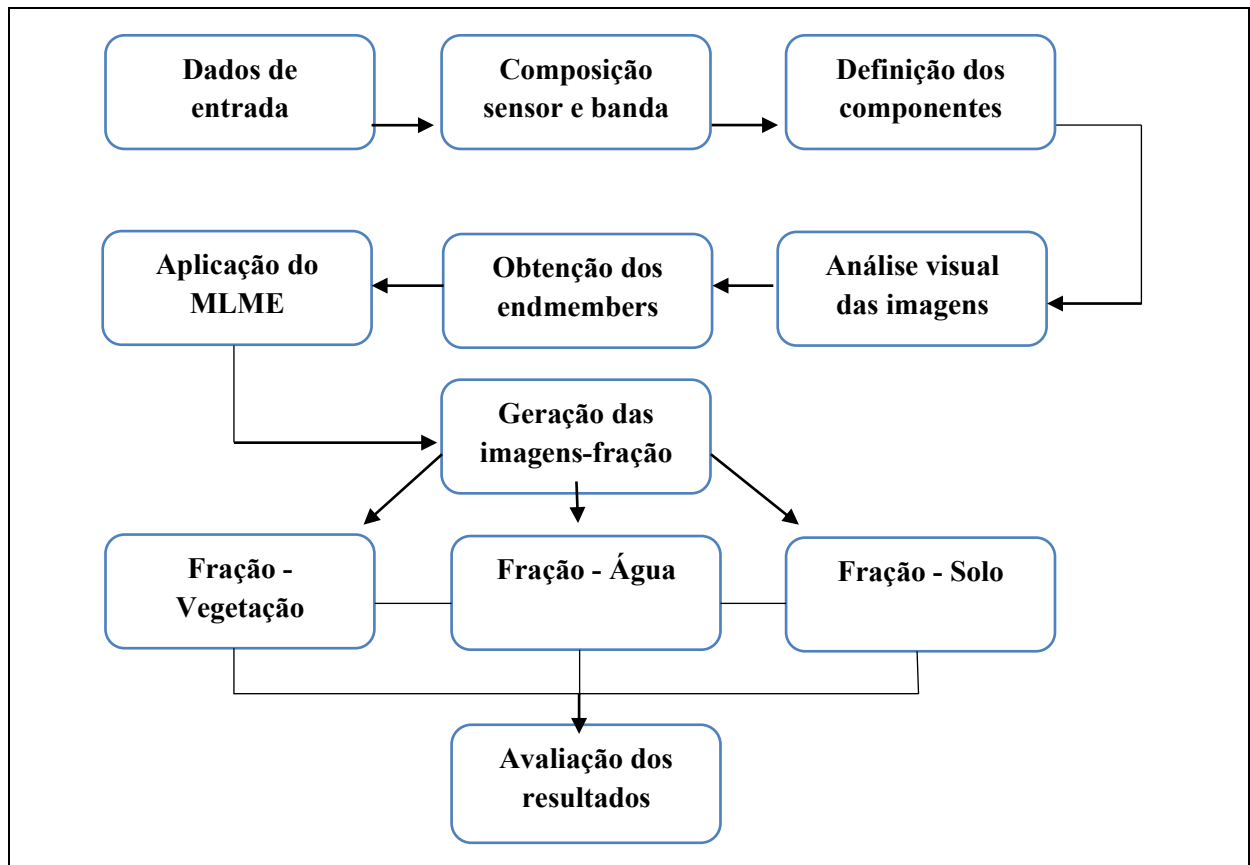 Dados de
entrada
Composição
sensor e banda
Definição dos
componentes
Análise visual
das imagens
Obtenção dos
endmembers
Aplicação do
MLME
Geração das
imagens-fração
Fração -
Vegetação
Fração - Água
Fração - Solo
Avaliação dos
resultados